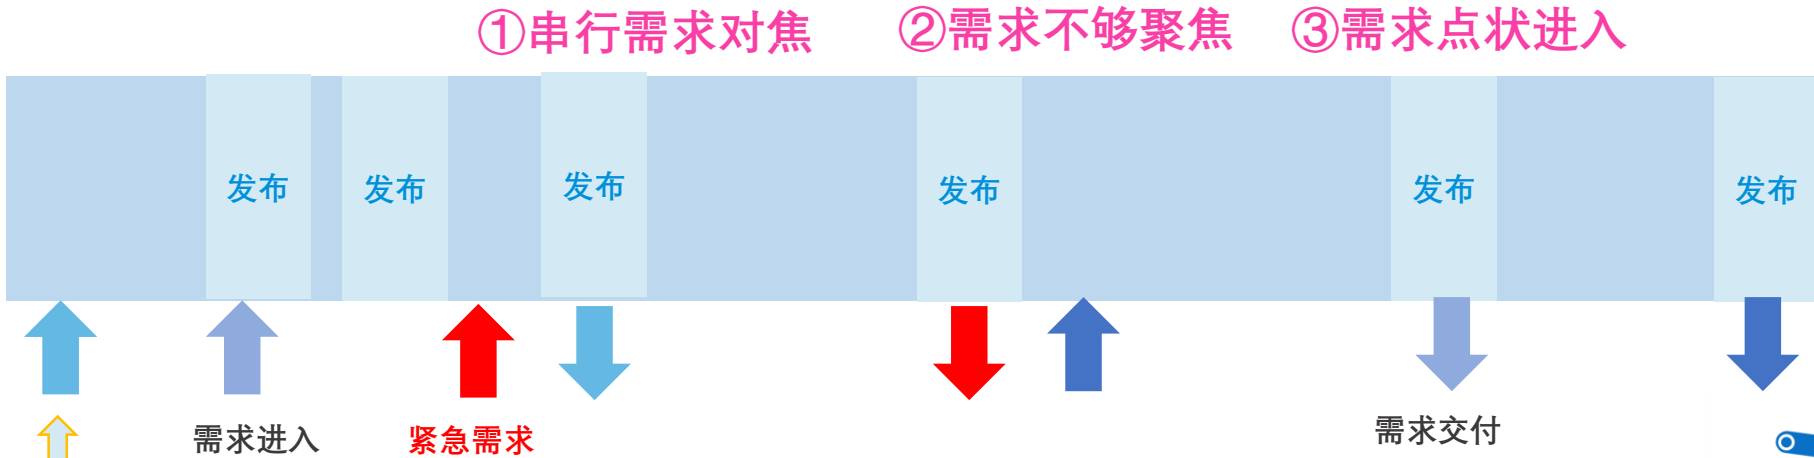 ①串行需求对焦 ②需求不够聚焦 ③需求点状进入
发布 发布 发布 发布 发布 发布
需求进入 紧急需求 需求交付